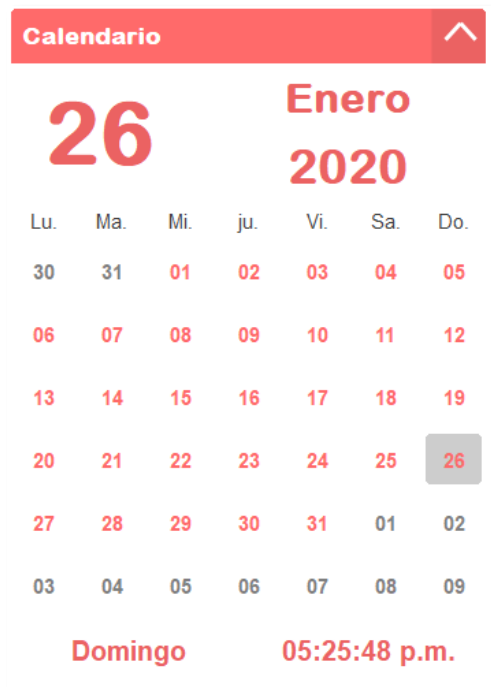 Calendario
26
Enero
2020
Lu. Ma. Mi. ju. Vi. Sa. Do.
30 31 01 02 03 04 05
06 07 08 09 10 11 12
13 14 15 16 17 18 19
20 21 22 23 24 25 26
27 28 29 30 31 01 02
03 04 05 06 07 08 09
Domingo 05:25:48 p.m.